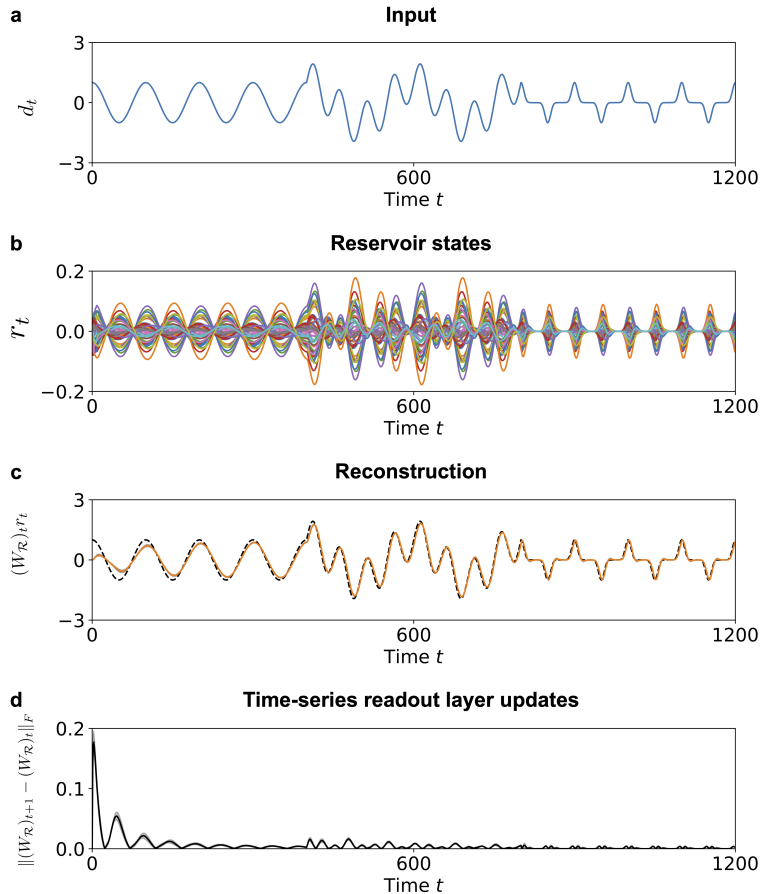 a
Input
3
0
−3
d_t
0
600
1200
Time t
b
Reservoir states
0.2
0.0
−0.2
r_t
0
600
1200
Time t
c
Reconstruction
3
0
−3
(W_ℛ)_t r_t
0
600
1200
Time t
d
Time-series readout layer updates
0.2
0.1
0.0
‖(W_ℛ)_{t+1} − (W_ℛ)_t‖_F
0
600
1200
Time t